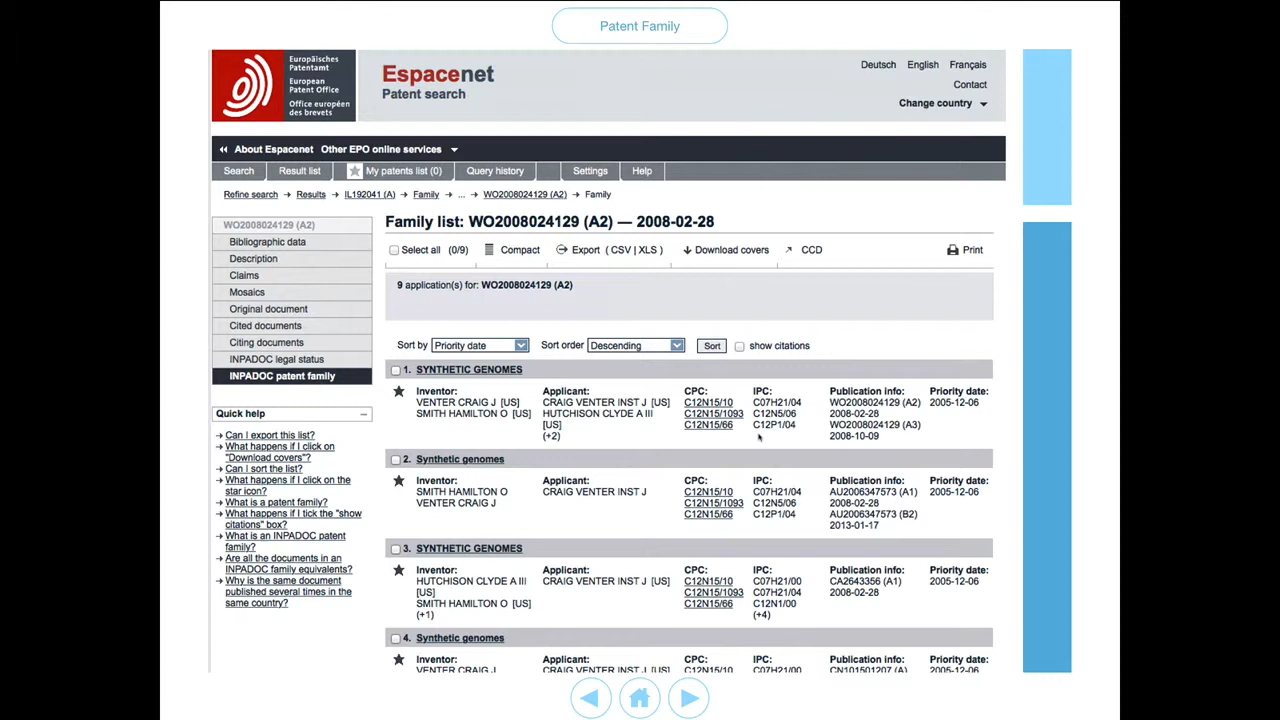 Patent Family
Europäisches
Patentamt
European
Patent Office
Office européen
des brevets
Espacenet
Patent search
Deutsch English Français
Contact
Change country
About Espacenet Other EPO online services
Search Result list My patents list (0) Query history Settings Help
Refine search → Results → IL192041 (A) → Family → ... → WO2008024129 (A2) → Family
WO2008024129 (A2)
Bibliographic data
Description
Claims
Mosaics
Original document
Cited documents
Citing documents
INPADOC legal status
INPADOC patent family
Quick help
→ Can I export this list?
→ What happens if I click on
"Download covers"?
→ Can I sort the list?
→ What happens if I click on the
star icon?
→ What is a patent family?
→ What happens if I tick the "show
citations" box?
→ What is an INPADOC patent
family?
→ Are all the documents in an
INPADOC family equivalents?
→ Why is the same document
published several times in the
same country?
Family list: WO2008024129 (A2) — 2008-02-28
Select all (0/9) Compact Export ( CSV | XLS ) Download covers CCD Print
9 application(s) for: WO2008024129 (A2)
Sort by Priority date Sort order Descending Sort show citations
1. SYNTHETIC GENOMES
Inventor: Applicant: CPC: IPC: Publication info: Priority date:
VENTER CRAIG J [US] CRAIG VENTER INST J [US] C12N15/10 C07H21/04 WO2008024129 (A2) 2005-12-06
SMITH HAMILTON O [US] HUTCHISON CLYDE A III C12N15/1093 C12N5/06 2008-02-28
[US] C12N15/66 C12P1/04 WO2008024129 (A3)
(+2) 2008-10-09
2. Synthetic genomes
Inventor: Applicant: CPC: IPC: Publication info: Priority date:
SMITH HAMILTON O CRAIG VENTER INST J C12N15/10 C07H21/04 AU2006347573 (A1) 2005-12-06
VENTER CRAIG J C12N15/1093 C12N5/06 2008-02-28
C12N15/66 C12P1/04 AU2006347573 (B2)
2013-01-17
3. SYNTHETIC GENOMES
Inventor: Applicant: CPC: IPC: Publication info: Priority date:
HUTCHISON CLYDE A III CRAIG VENTER INST J [US] C12N15/10 C07H21/00 CA2643356 (A1) 2005-12-06
[US] C12N15/1093 C07H21/04 2008-02-28
SMITH HAMILTON O [US] C12N15/66 C12N1/00
(+1) (+4)
4. Synthetic genomes
Inventor: Applicant: CPC: IPC: Publication info: Priority date:
VENTER CRAIG J CRAIG VENTER INST J [US] C12N15/10 C07H21/00 CN101501207 (A) 2005-12-06